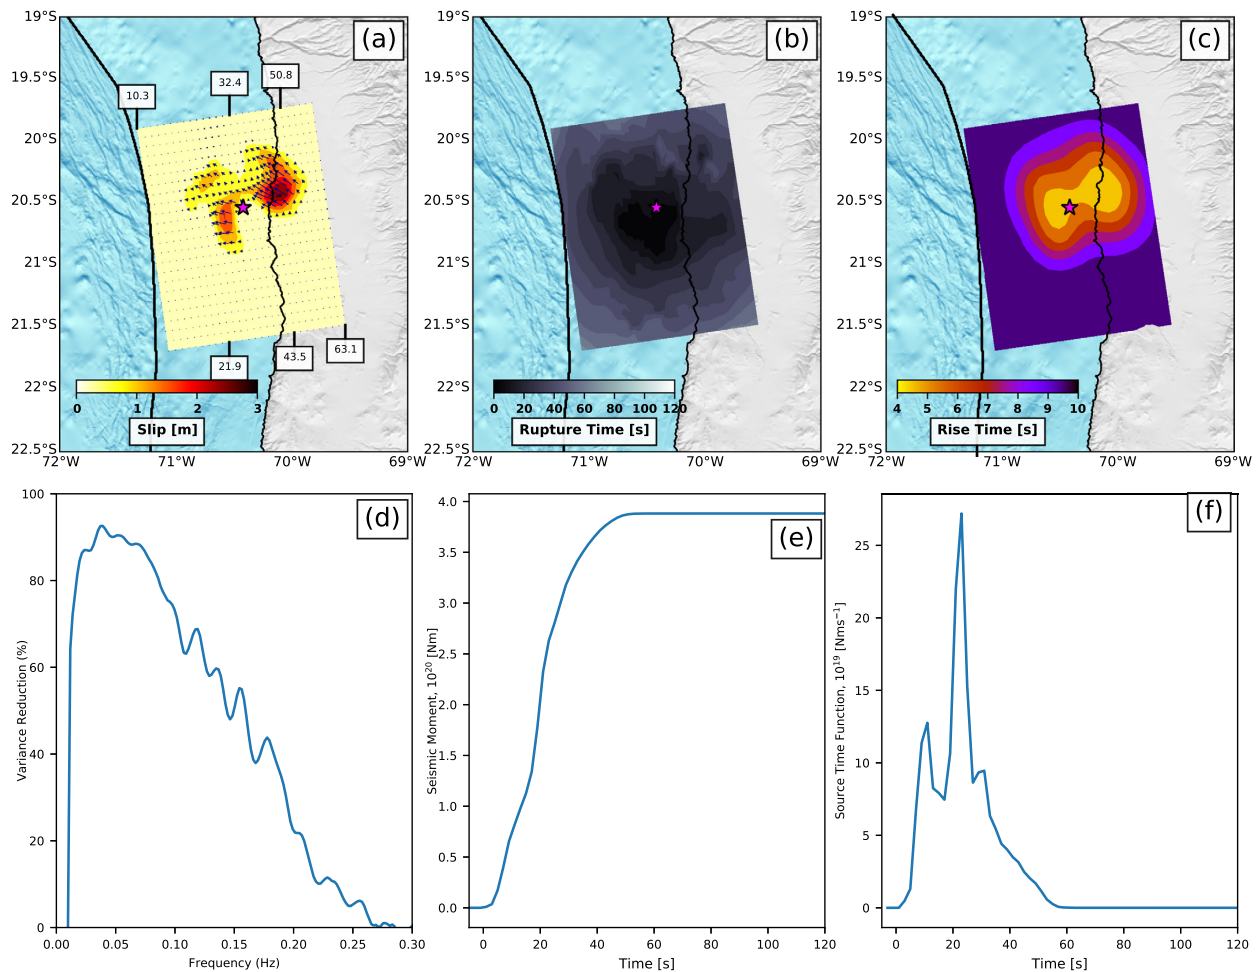 19°S
19.5°S
20°S
20.5°S
21°S
21.5°S
22°S
22.5°S
72°W
71°W
70°W
69°W
(a)
10.3
32.4
50.8
21.9
43.5
63.1
0 1 2 3
Slip [m]
19°S
19.5°S
20°S
20.5°S
21°S
21.5°S
22°S
22.5°S
72°W
71°W
70°W
69°W
(b)
0 20 40 60 80 100 120
Rupture Time [s]
19°S
19.5°S
20°S
20.5°S
21°S
21.5°S
22°S
22.5°S
72°W
71°W
70°W
69°W
(c)
4 5 6 7 8 9 10
Rise Time [s]
(d)
100
80
60
40
20
0
Variance Reduction (%)
0.00 0.05 0.10 0.15 0.20 0.25 0.30
Frequency (Hz)
(e)
4.0
3.5
3.0
2.5
2.0
1.5
1.0
0.5
0.0
Seismic Moment, 10²⁰ [Nm]
0 20 40 60 80 100 120
Time [s]
(f)
25
20
15
10
5
0
Source Time Function, 10¹⁹ [Nms⁻¹]
0 20 40 60 80 100 120
Time [s]